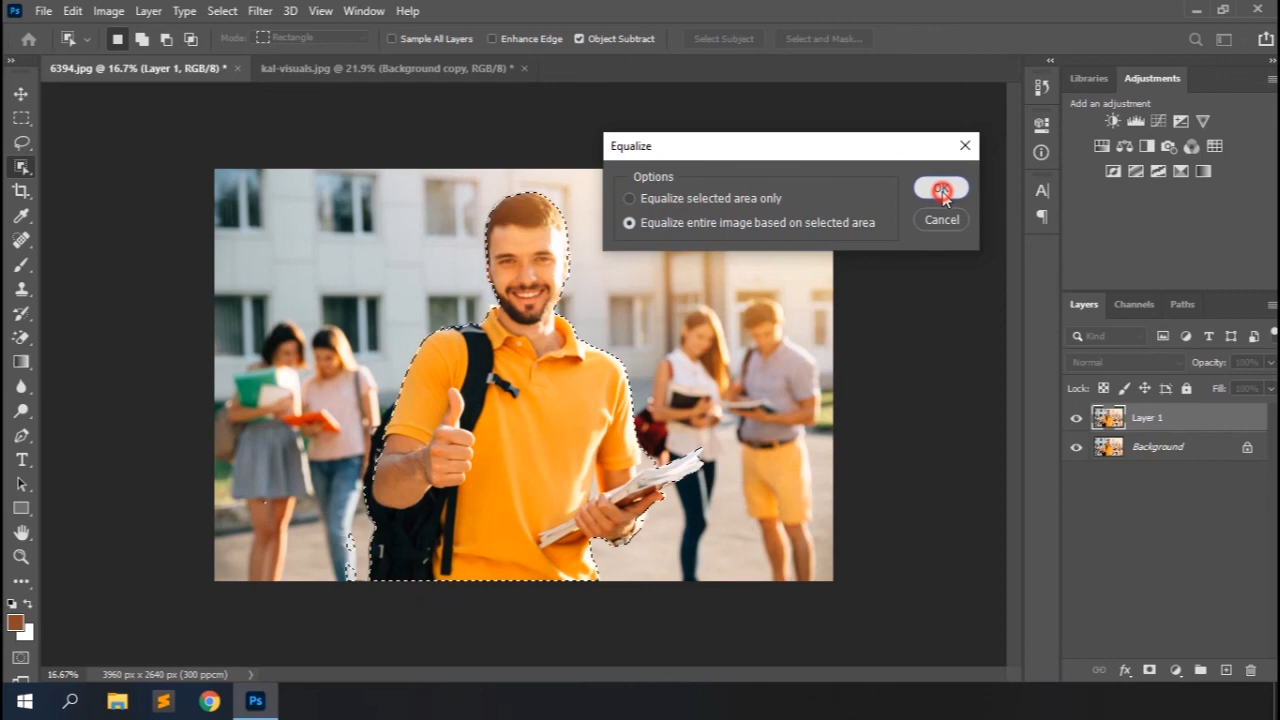 Ps File Edit Image Layer Type Select Filter 3D View Window Help
Mode: Rectangle Sample All Layers Enhance Edge Object Subtract Select Subject Select and Mask...
6394.jpg @ 16.7% (Layer 1, RGB/8) * × kal-visuals.jpg @ 21.9% (Background copy, RGB/8) * ×
Libraries Adjustments
Add an adjustment
Equalize
Options
Equalize selected area only
Equalize entire image based on selected area
Cancel
Layers Channels Paths
Kind
Normal Opacity: 100%
Lock: Fill: 100%
Layer 1
Background
16.67% 3960 px x 2640 px (300 ppcm)
Ps